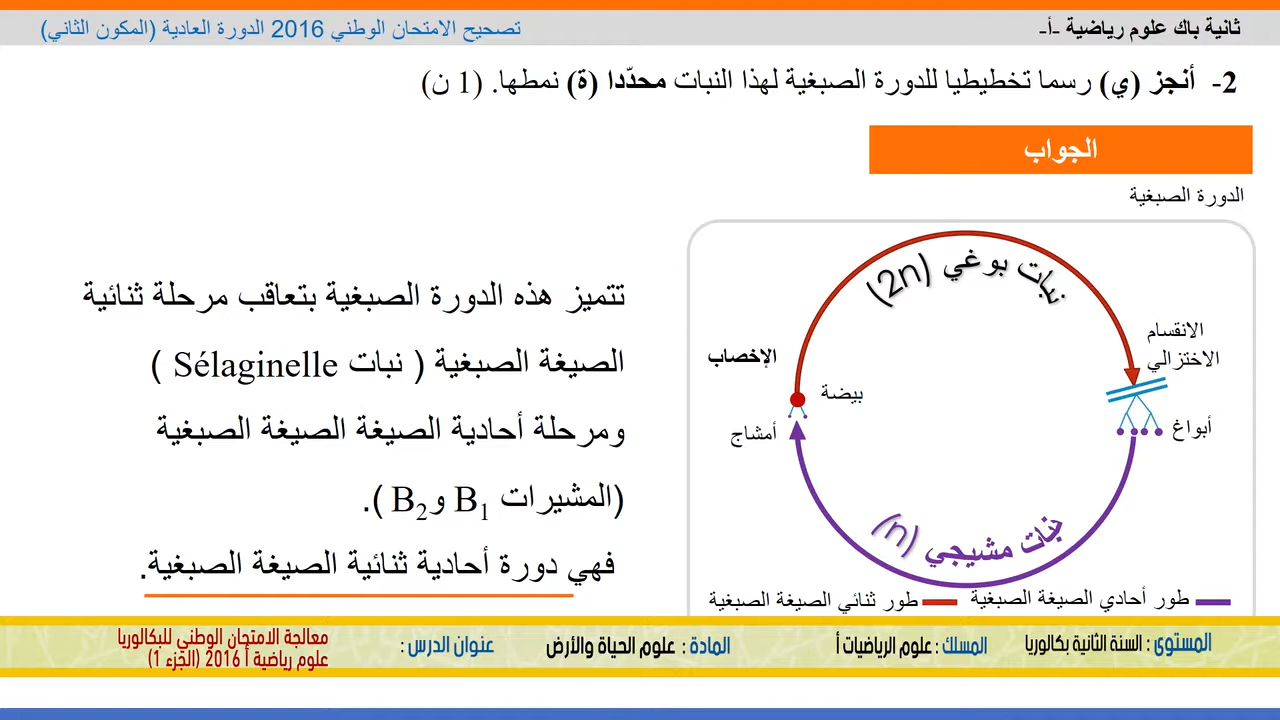 ثانية باك علوم رياضية -أ-
تصحيح الامتحان الوطني 2016 الدورة العادية (المكون الثاني)
2- أنجز (ي) رسما تخطيطيا للدورة الصبغية لهذا النبات محدّدا (ة) نمطها. (1 ن)
الجواب
الدورة الصبغية
نبات بوغي (2n)
الانقسام
الاختزالي
الإخصاب
بيضة
أبواغ
أمشاج
نبات مشيجي (n)
طور أحادي الصيغة الصبغية
طور ثنائي الصيغة الصبغية
تتميز هذه الدورة الصبغية بتعاقب مرحلة ثنائية
الصيغة الصبغية ( نبات Sélaginelle )
ومرحلة أحادية الصيغة الصيغة الصبغية
(المشيرات B₁ وB₂ ).
فهي دورة أحادية ثنائية الصيغة الصبغية.
المستوى : السنة الثانية بكالوريا
المسلك : علوم الرياضيات أ
المادة : علوم الحياة والأرض
عنوان الدرس :
معالجة الامتحان الوطني للبكالوريا
علوم رياضية أ 2016 (الجزء 1)